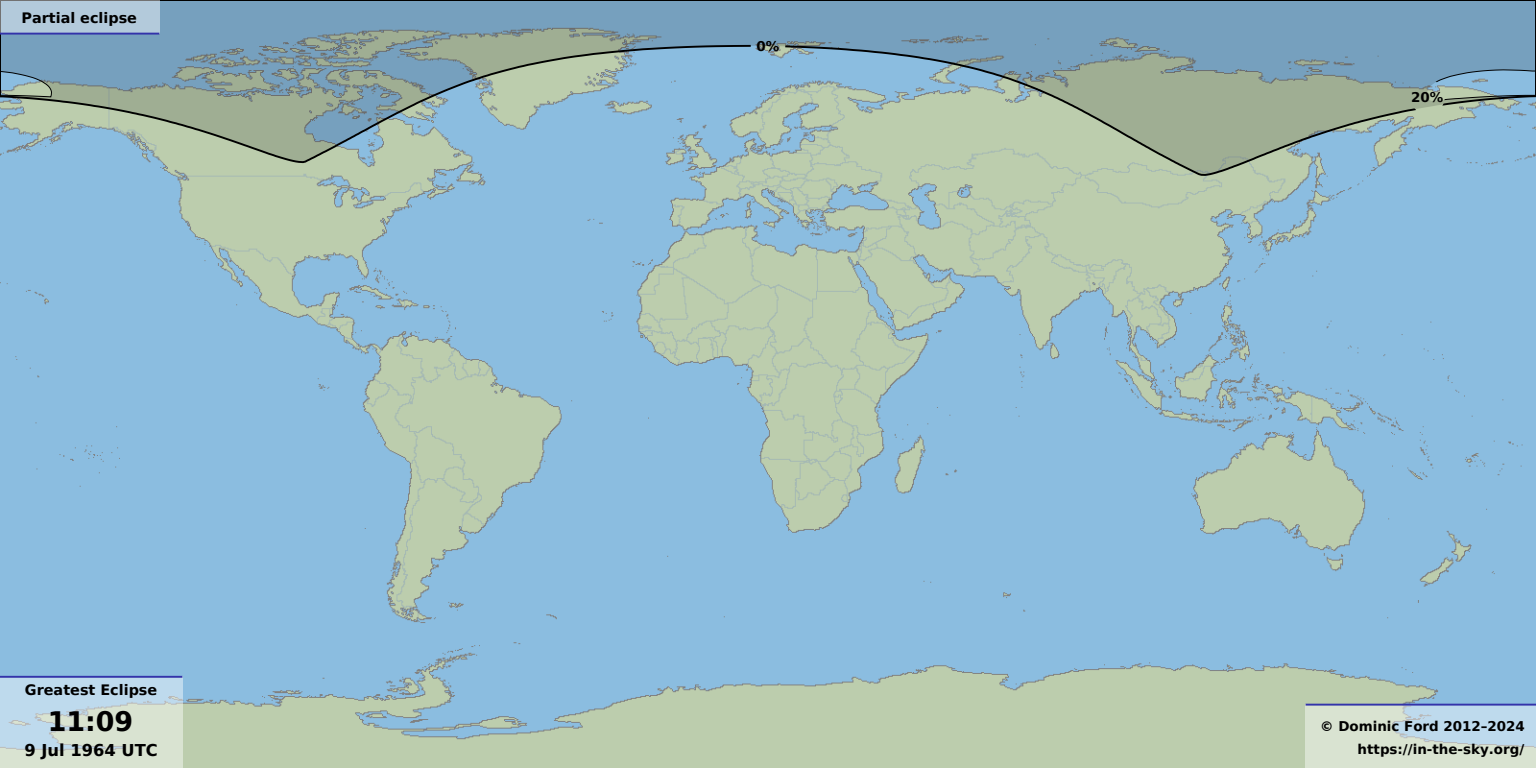 Partial eclipse
0%
20%
Greatest Eclipse
11:09
9 Jul 1964 UTC
© Dominic Ford 2012–2024
https://in-the-sky.org/